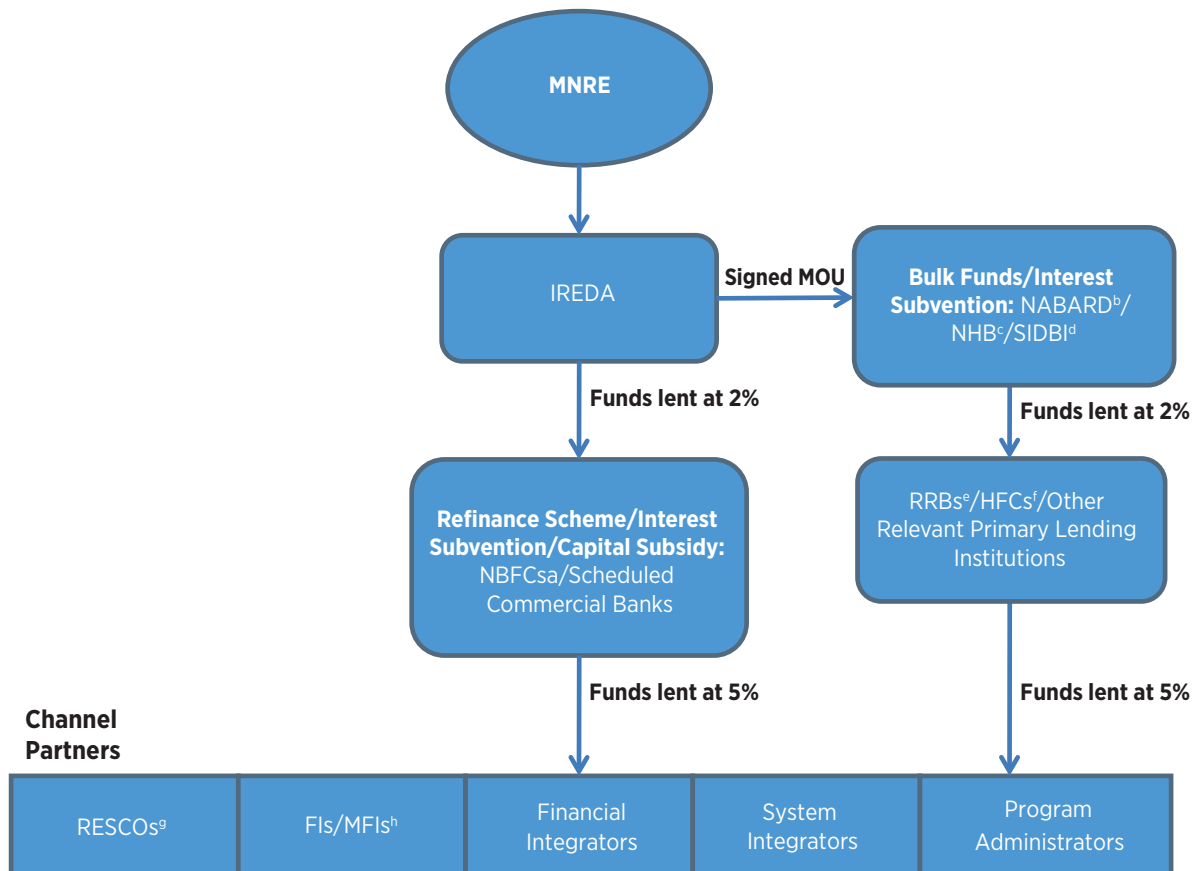 MNRE
IREDA
Signed MOU
Bulk Funds/Interest
Subvention: NABARDᵇ/
NHBᶜ/SIDBIᵈ
Funds lent at 2%
Funds lent at 2%
Refinance Scheme/Interest
Subvention/Capital Subsidy:
NBFCsa/Scheduled
Commercial Banks
RRBsᵉ/HFCsᶠ/Other
Relevant Primary Lending
Institutions
Funds lent at 5%
Funds lent at 5%
Channel
Partners
RESCOsᵍ
FIs/MFIsʰ
Financial
Integrators
System
Integrators
Program
Administrators